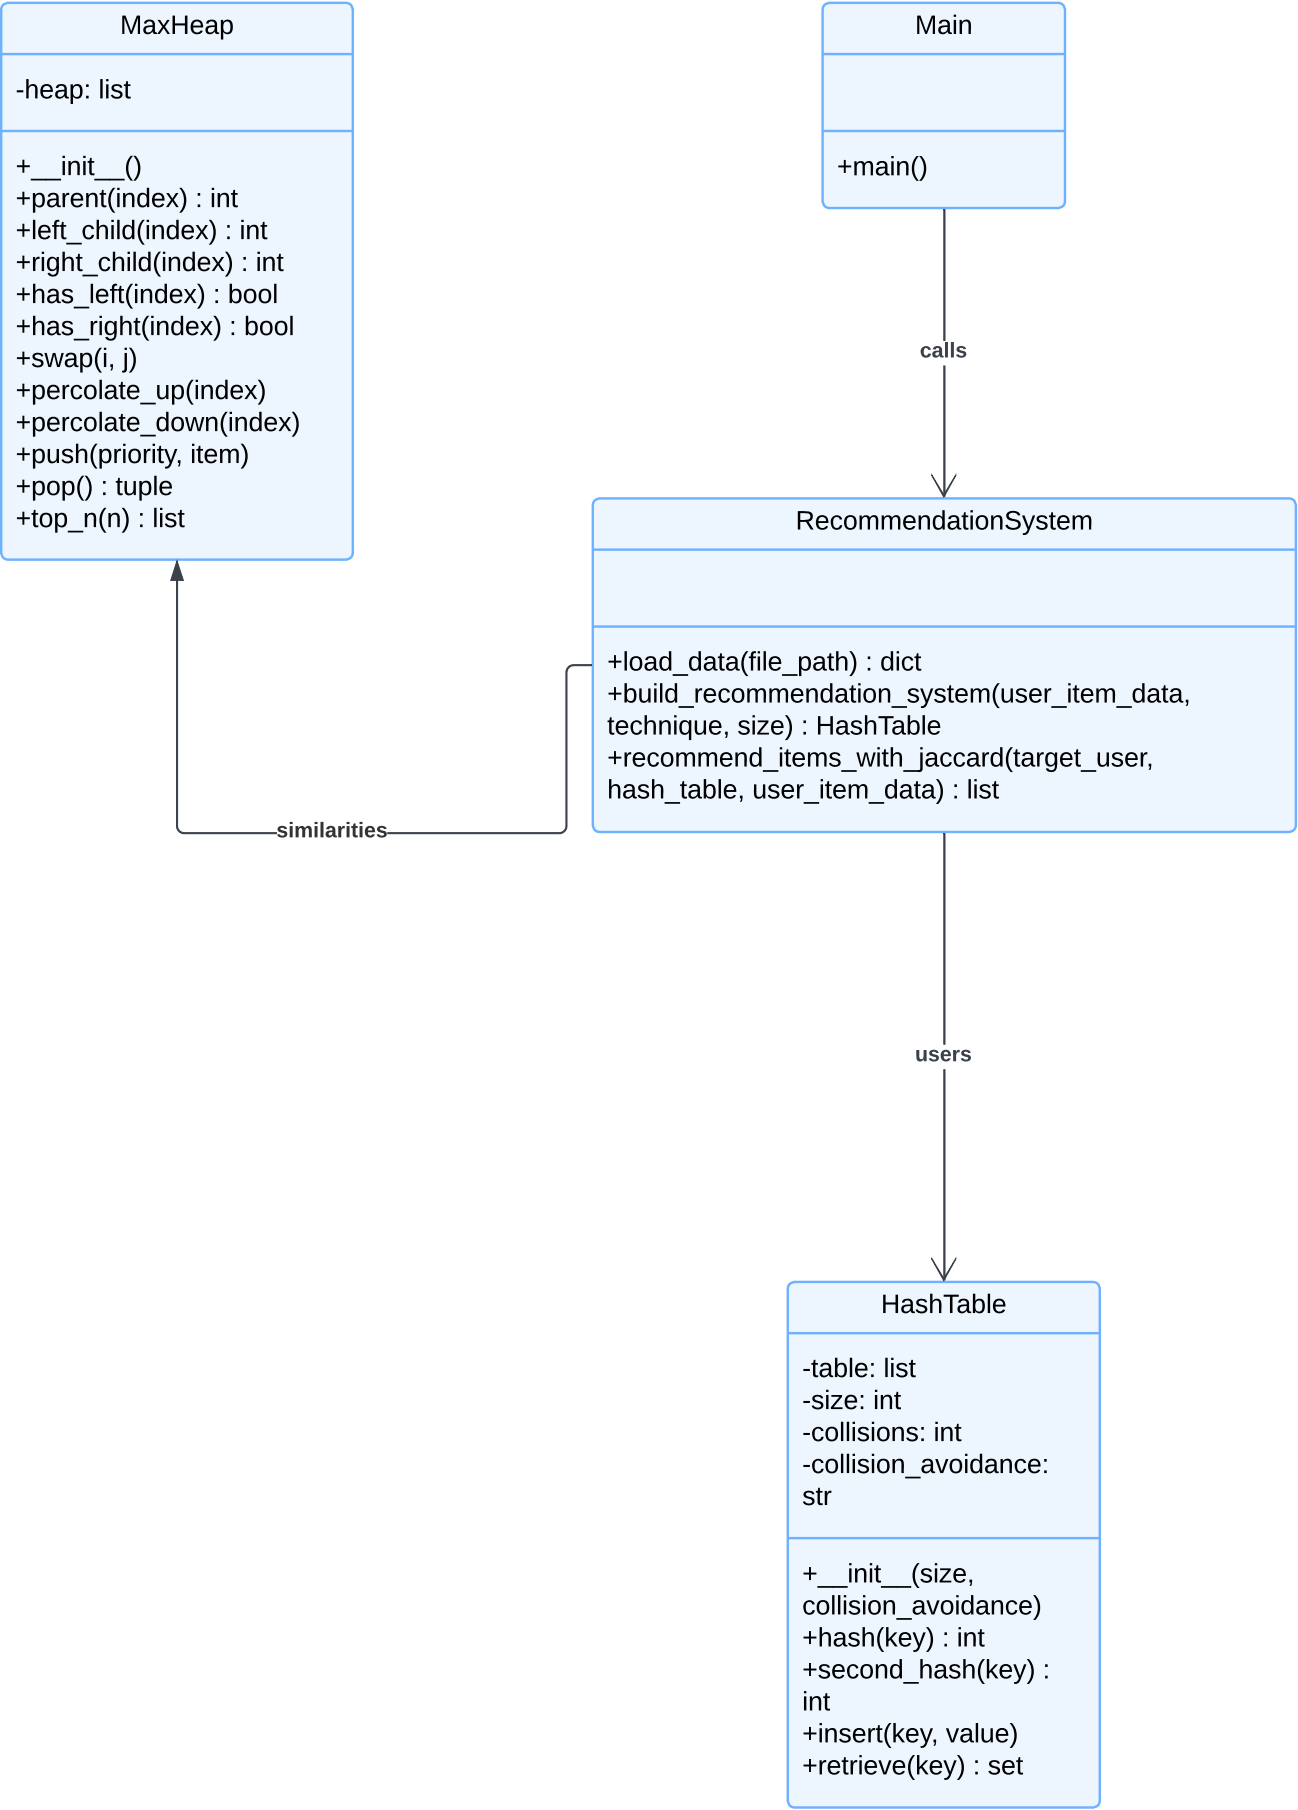 MaxHeap
-heap: list
+__init__()
+parent(index) : int
+left_child(index) : int
+right_child(index) : int
+has_left(index) : bool
+has_right(index) : bool
+swap(i, j)
+percolate_up(index)
+percolate_down(index)
+push(priority, item)
+pop() : tuple
+top_n(n) : list
Main
+main()
calls
RecommendationSystem
+load_data(file_path) : dict
+build_recommendation_system(user_item_data,
technique, size) : HashTable
+recommend_items_with_jaccard(target_user,
hash_table, user_item_data) : list
similarities
users
HashTable
-table: list
-size: int
-collisions: int
-collision_avoidance:
str
+__init__(size,
collision_avoidance)
+hash(key) : int
+second_hash(key) :
int
+insert(key, value)
+retrieve(key) : set